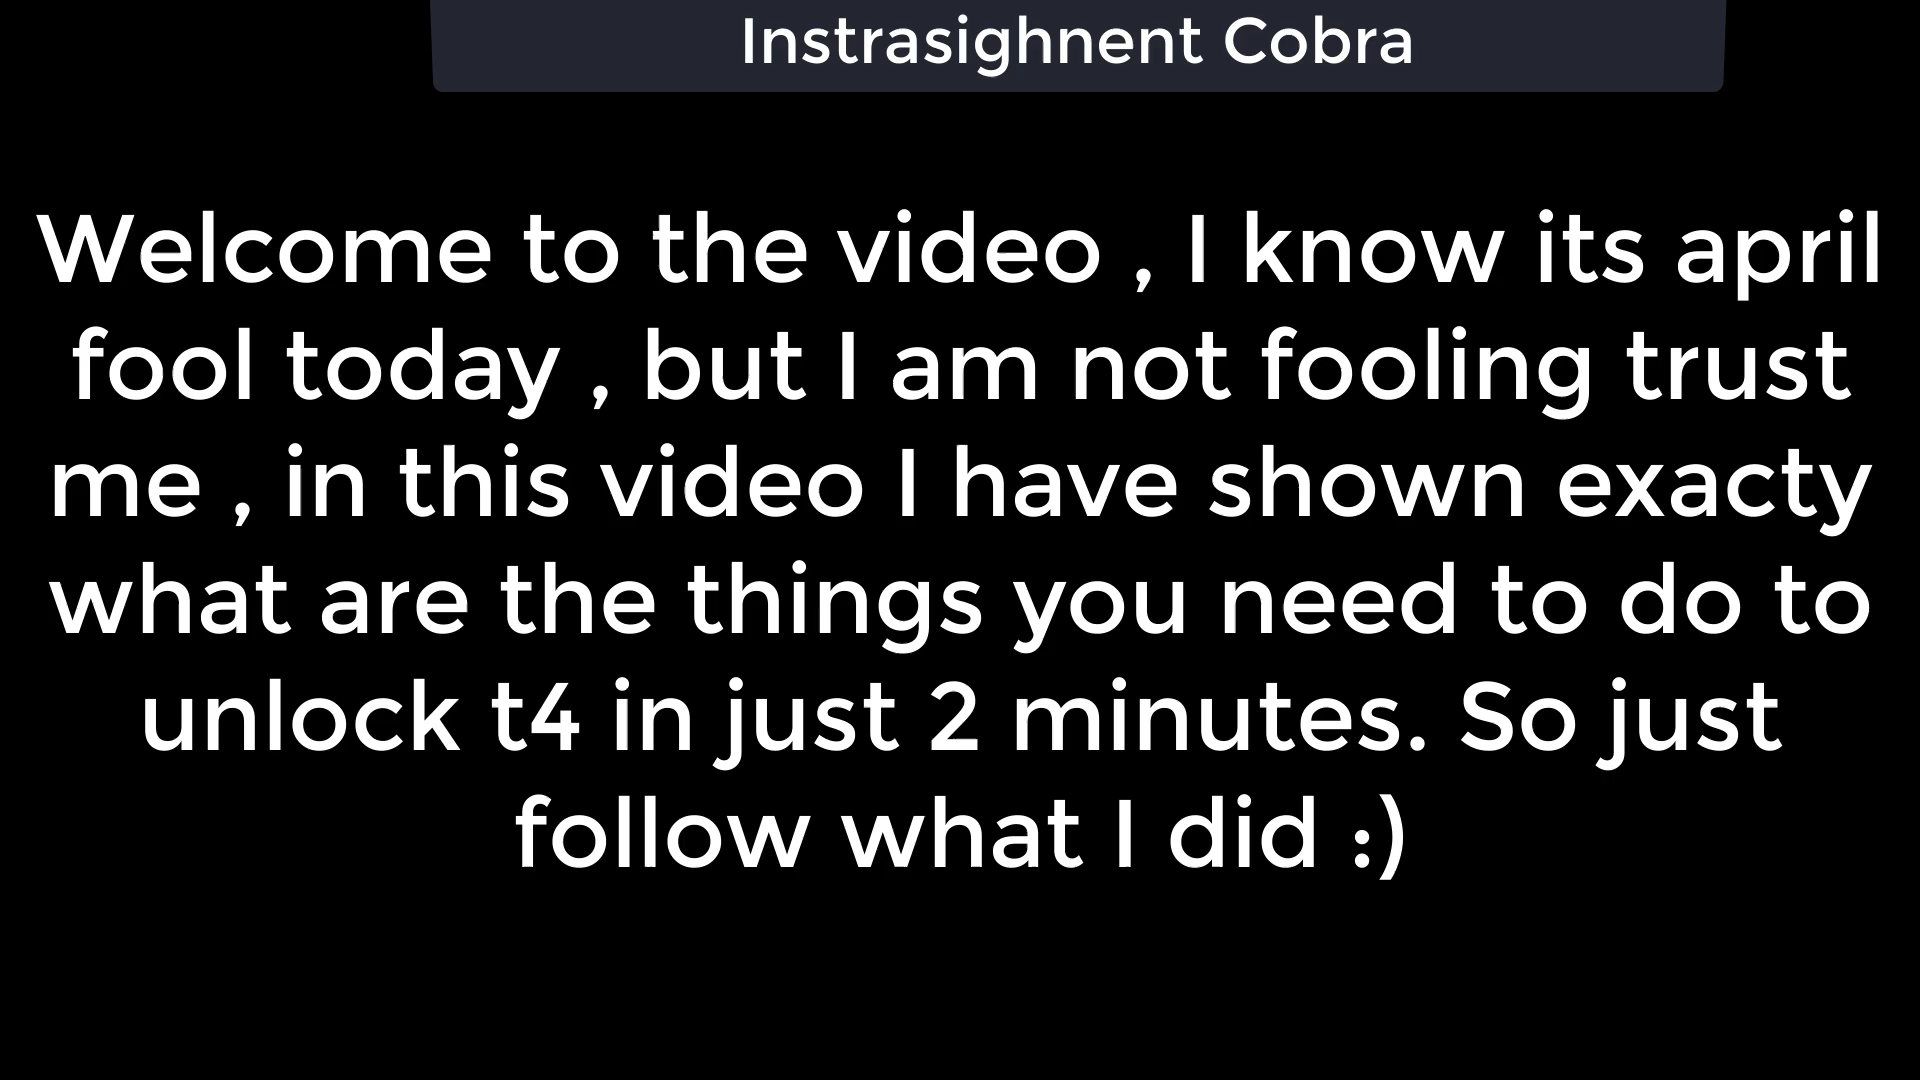 Instrasighnent Cobra
Welcome to the video , I know its april
fool today , but I am not fooling trust
me , in this video I have shown exacty
what are the things you need to do to
unlock t4 in just 2 minutes. So just
follow what I did :)